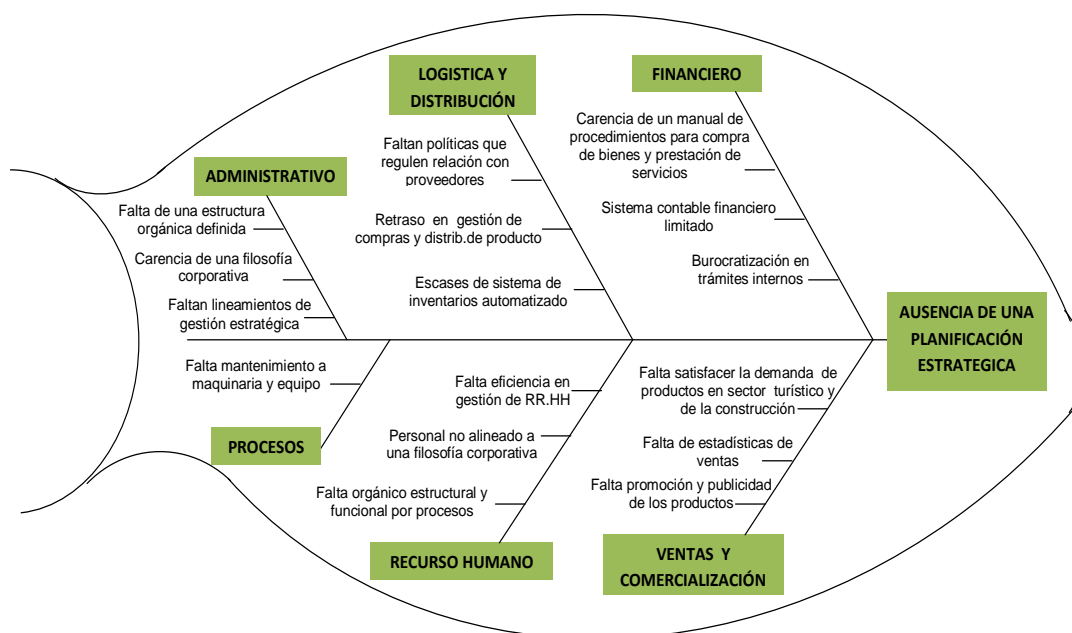 LOGISTICA Y
DISTRIBUCIÓN
FINANCIERO
Carencia de un manual de
procedimientos para compra
de bienes y prestación de
servicios
Faltan políticas que
regulen relación con
proveedores
ADMINISTRATIVO
Falta de una estructura
orgánica definida
Retraso en gestión de
compras y distrib.de producto
Sistema contable financiero
limitado
Carencia de una filosofía
corporativa
Burocratización en
trámites internos
Escases de sistema de
inventarios automatizado
Faltan lineamientos de
gestión estratégica
AUSENCIA DE UNA
PLANIFICACIÓN
ESTRATEGICA
Falta mantenimiento a
maquinaria y equipo
Falta eficiencia en
gestión de RR.HH
Falta satisfacer la demanda de
productos en sector turístico y
de la construcción
PROCESOS
Personal no alineado a
una filosofía corporativa
Falta de estadísticas de
ventas
Falta orgánico estructural y
funcional por procesos
Falta promoción y publicidad
de los productos
RECURSO HUMANO
VENTAS Y
COMERCIALIZACIÓN